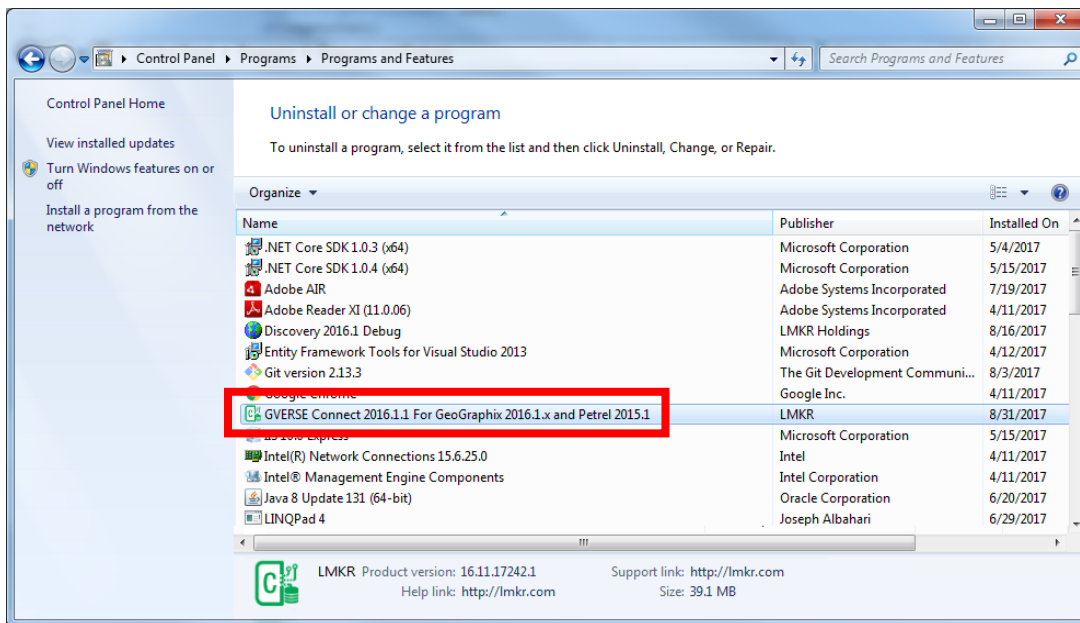 Control Panel Programs Programs and Features Search Programs and Features
Control Panel Home
View installed updates
Turn Windows features on or
off
Install a program from the
network
Uninstall or change a program
To uninstall a program, select it from the list and then click Uninstall, Change, or Repair.
Organize
Name Publisher Installed On
.NET Core SDK 1.0.3 (x64) Microsoft Corporation 5/4/2017
.NET Core SDK 1.0.4 (x64) Microsoft Corporation 5/15/2017
Adobe AIR Adobe Systems Incorporated 7/19/2017
Adobe Reader XI (11.0.06) Adobe Systems Incorporated 4/11/2017
Discovery 2016.1 Debug LMKR Holdings 8/16/2017
Entity Framework Tools for Visual Studio 2013 Microsoft Corporation 4/12/2017
Git version 2.13.3 The Git Development Communi... 8/3/2017
Google Chrome Google Inc. 4/11/2017
GVERSE Connect 2016.1.1 For GeoGraphix 2016.1.x and Petrel 2015.1 LMKR 8/31/2017
IIS 10.0 Express Microsoft Corporation 5/15/2017
Intel(R) Network Connections 15.6.25.0 Intel 4/11/2017
Intel® Management Engine Components Intel Corporation 4/11/2017
Java 8 Update 131 (64-bit) Oracle Corporation 6/20/2017
LINQPad 4 Joseph Albahari 6/29/2017
LMKR Product version: 16.11.17242.1 Support link: http://lmkr.com
Help link: http://lmkr.com Size: 39.1 MB